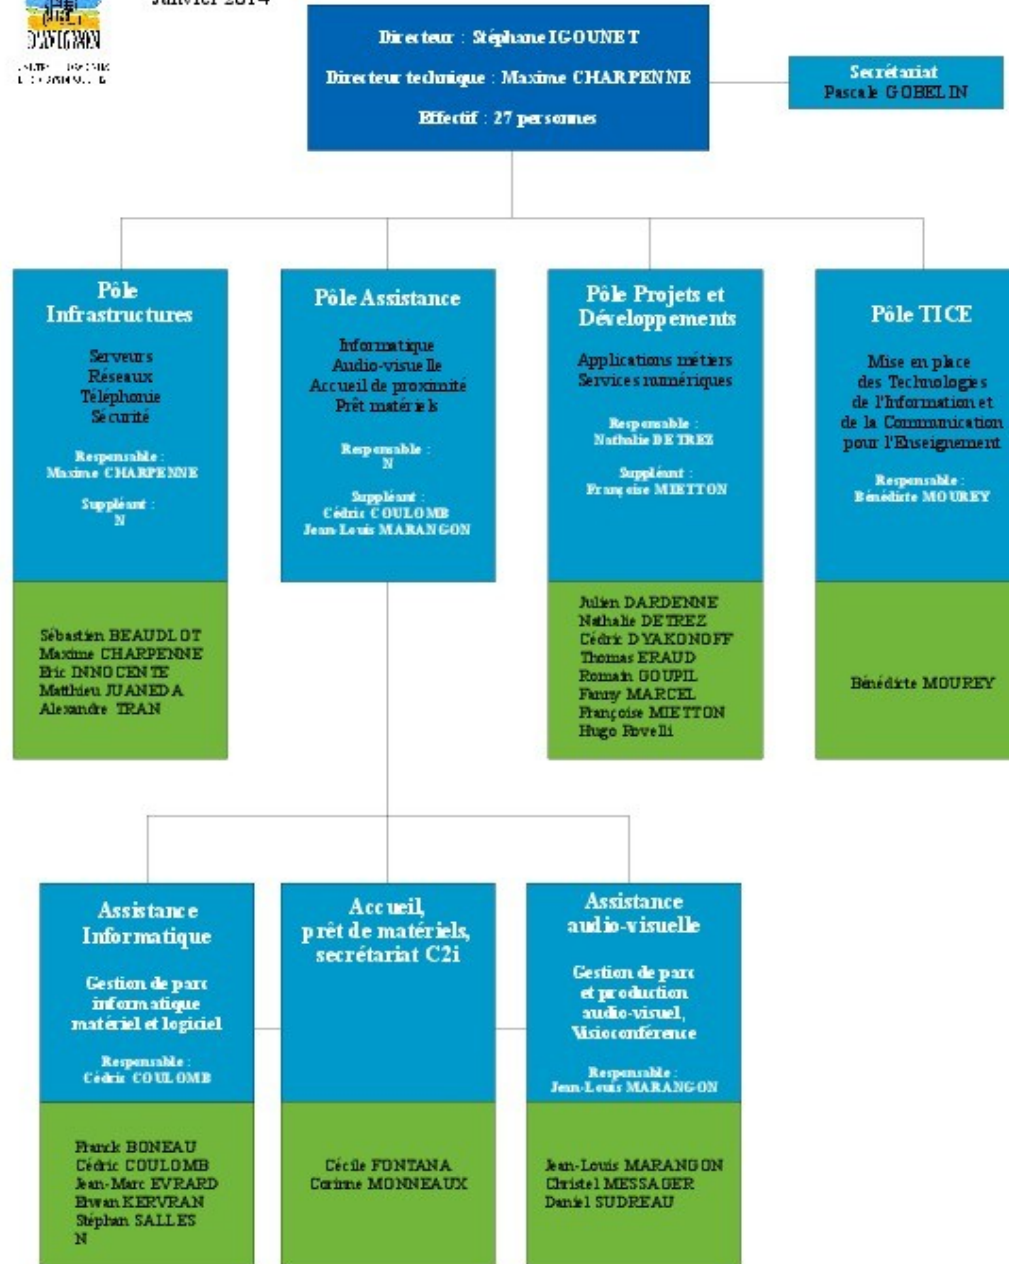 Janvier 2014
D'AVIGNON
Directeur : Stéphane IGOUNET
Directeur technique : Maxime CHARPENNE
Effectif : 27 personnes
Secrétariat
Pascale GOBELIN
Pôle
Infrastructures
Serveurs
Réseaux
Téléphonie
Sécurité
Responsable :
Maxime CHARPENNE
Suppléant :
N
Sébastien BEAUDLOT
Maxime CHARPENNE
Eric INNOCENTE
Matthieu JUANEDA
Alexandre TRAN
Pôle Assistance
Informatique
Audio-visuelle
Accueil de proximité
Prêt matériels
Responsable :
N
Suppléant :
Cédric COULOMB
Jean-Louis MARANGON
Pôle Projets et
Développements
Applications métiers
Services numériques
Responsable :
Nathalie DETREZ
Suppléant :
Françoise MIETTON
Julien DARDENNE
Nathalie DETREZ
Cédric DYAKONOFF
Thomas ERAUD
Romain GOUPIL
Fanny MARCEL
Françoise MIETTON
Hugo Rovelli
Pôle TICE
Mise en place
des Technologies
de l'Information et
de la Communication
pour l'Enseignement
Responsable :
Bénédicte MOUREY
Bénédicte MOUREY
Assistance
Informatique
Gestion de parc
informatique
matériel et logiciel
Responsable :
Cédric COULOMB
Franck BONEAU
Cédric COULOMB
Jean-Marc EVRARD
Erwan KERVRAN
Stéphan SALLES
N
Accueil,
prêt de matériels,
secrétariat C2i
Cécile FONTANA
Corinne MONNEAUX
Assistance
audio-visuelle
Gestion de parc
et production
audio-visuel,
Visioconférence
Responsable :
Jean-Louis MARANGON
Jean-Louis MARANGON
Christel MESSAGER
Daniel SUDREAU